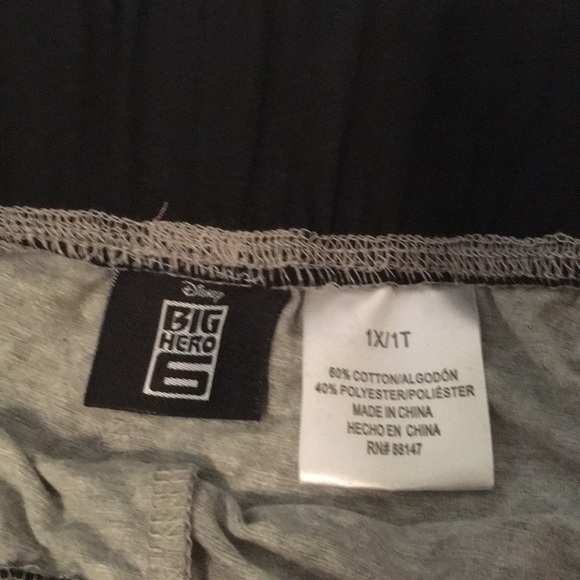 Disney
BIG
HERO
6
1X/1T
60% COTTON/ALGODÓN
40% POLYESTER/POLIÉSTER
MADE IN CHINA
HECHO EN CHINA
RN# 88147